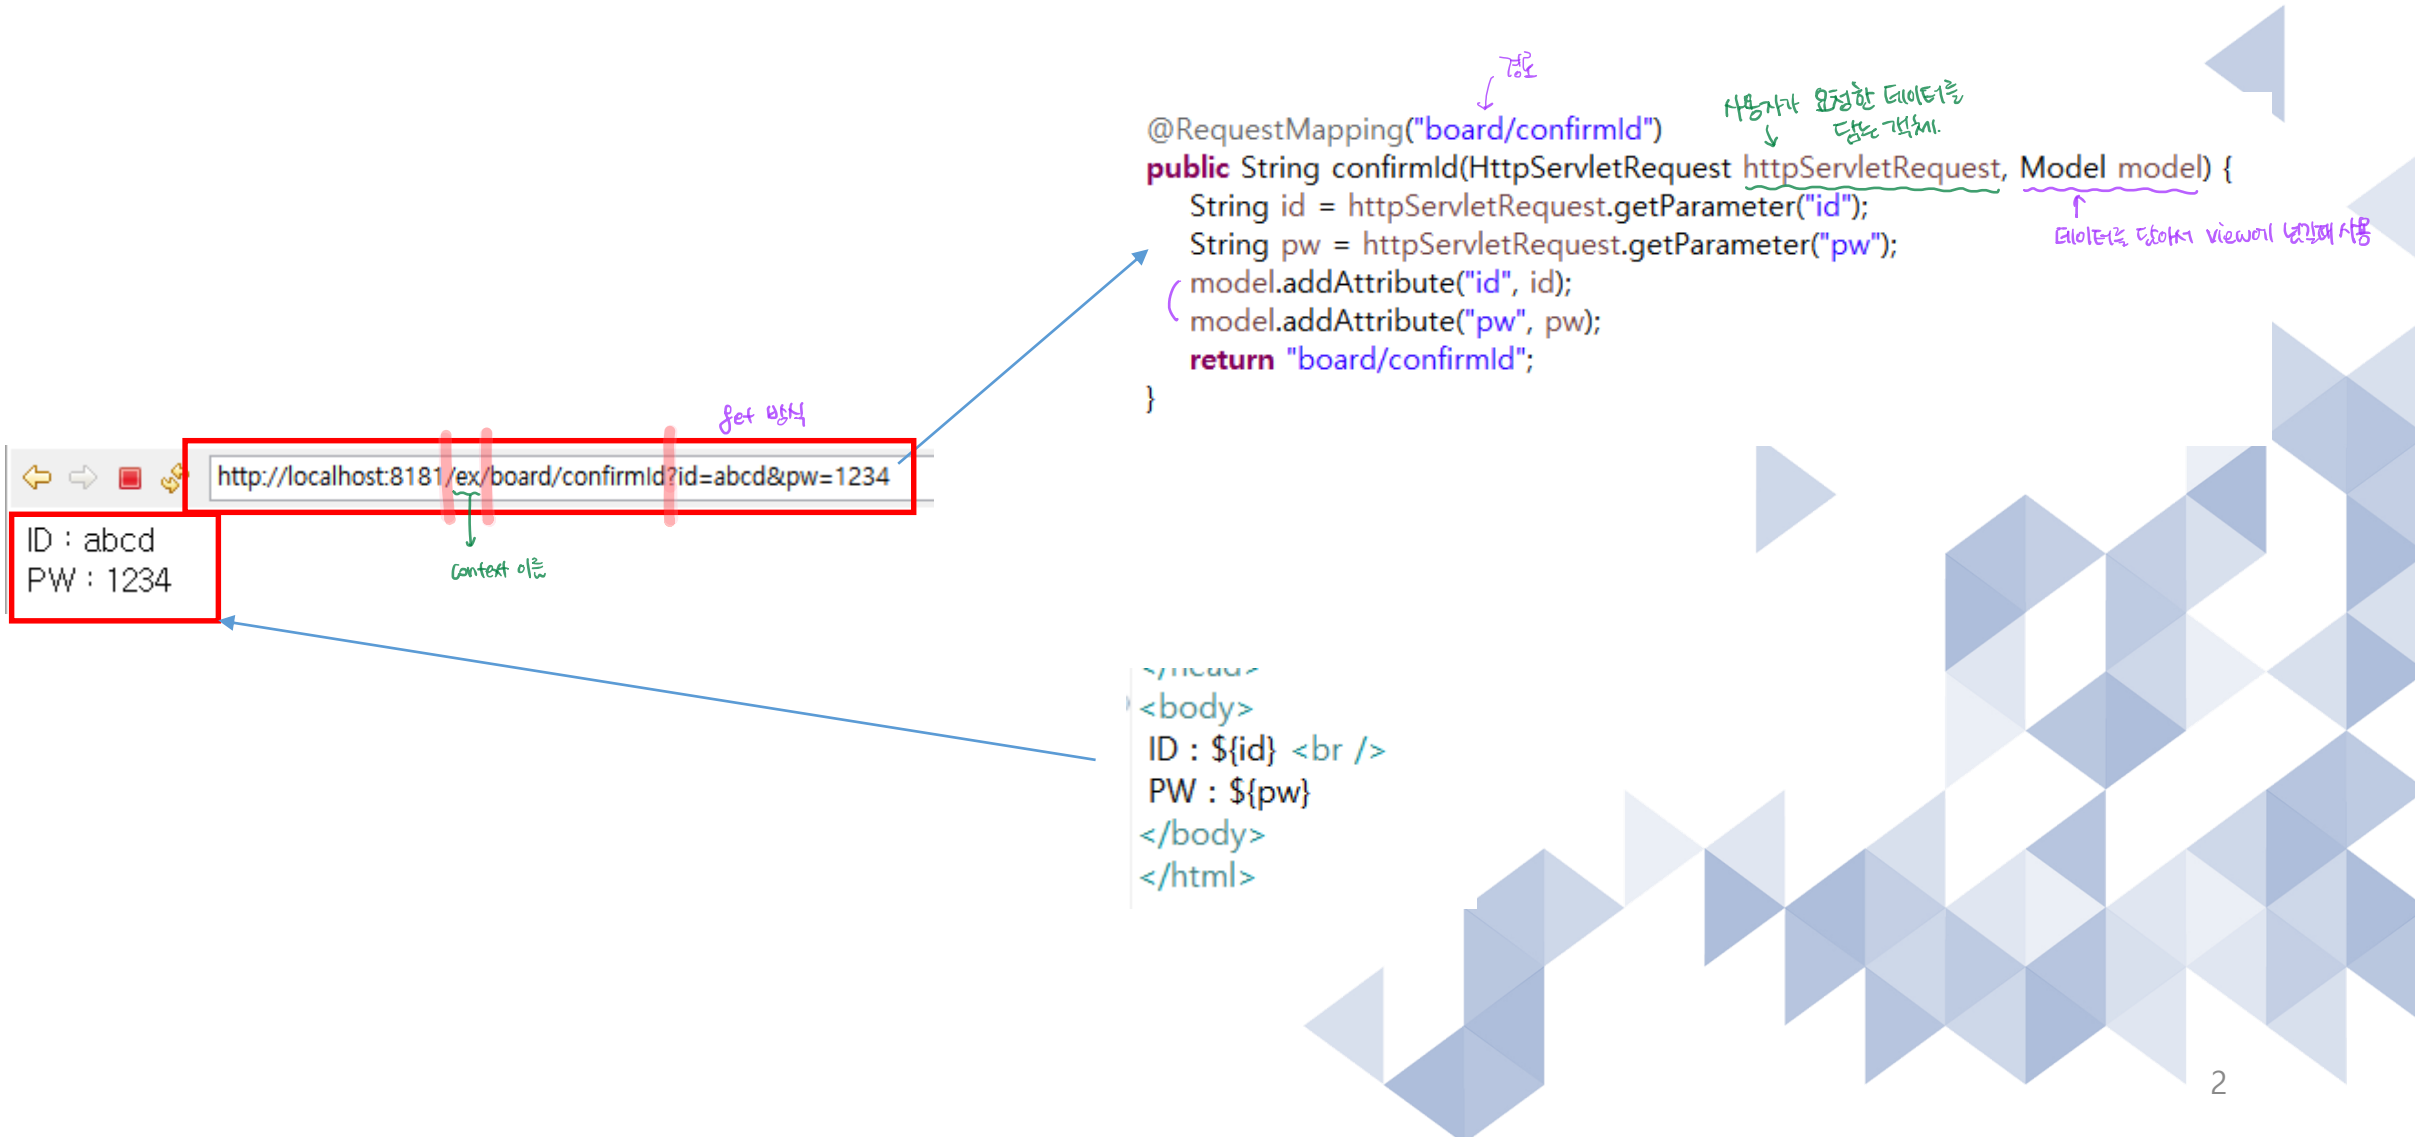 경로
사용자가 요청한 데이터를
담는 객체.
@RequestMapping("board/confirmId")
public String confirmId(HttpServletRequest httpServletRequest, Model model) {
String id = httpServletRequest.getParameter("id");
String pw = httpServletRequest.getParameter("pw");
데이터를 담아서 view에 넘길때 사용
model.addAttribute("id", id);
model.addAttribute("pw", pw);
return "board/confirmId";
}
get 방식
http://localhost:8181/ex/board/confirmId?id=abcd&pw=1234
ID : abcd
PW : 1234
Context 이름
</head>
<body>
ID : ${id} <br />
PW : ${pw}
</body>
</html>
2